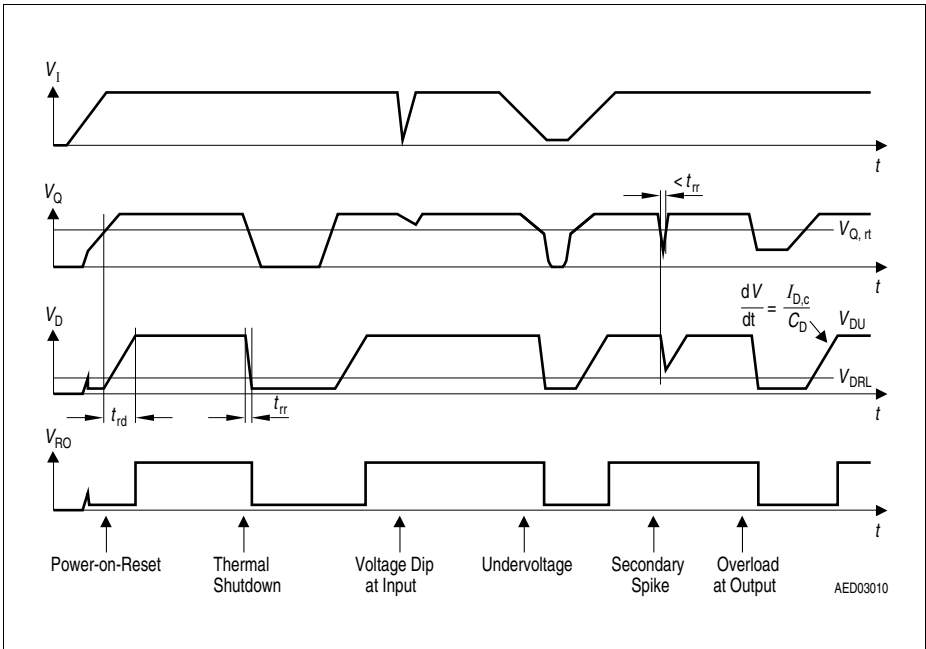 V_I
t
< t_rr
V_Q
V_Q, rt
t
dV/dt = I_D,c/C_D
V_D
V_DU
V_DRL
t_rd
t_rr
t
V_RO
t
Power-on-Reset
Thermal
Shutdown
Voltage Dip
at Input
Undervoltage
Secondary
Spike
Overload
at Output
AED03010